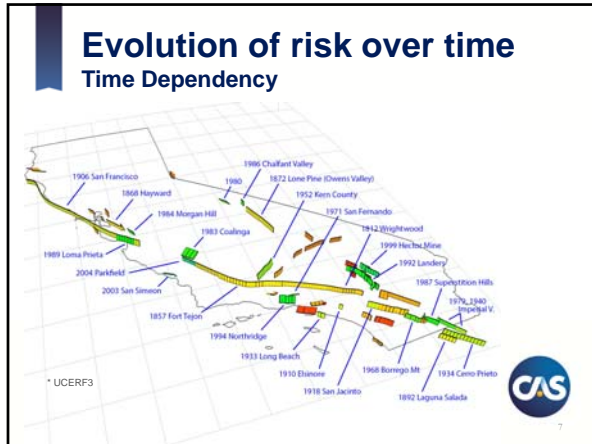 Evolution of risk over time
Time Dependency
1986 Chalfant Valley
1906 San Francisco
1980
1872 Lone Pine (Owens Valley)
1868 Hayward
1952 Kern County
1984 Morgan Hill
1971 San Fernando
1983 Coalinga
1812 Wrightwood
1999 Hector Mine
1989 Loma Prieta
1992 Landers
2004 Parkfield
1987 Superstition Hills
2003 San Simeon
1979, 1940
Imperial V.
1857 Fort Tejon
1994 Northridge
1933 Long Beach
1910 Elsinore
1968 Borrego Mt
1934 Cerro Prieto
1918 San Jacinto
1892 Laguna Salada
* UCERF3
CAS
7